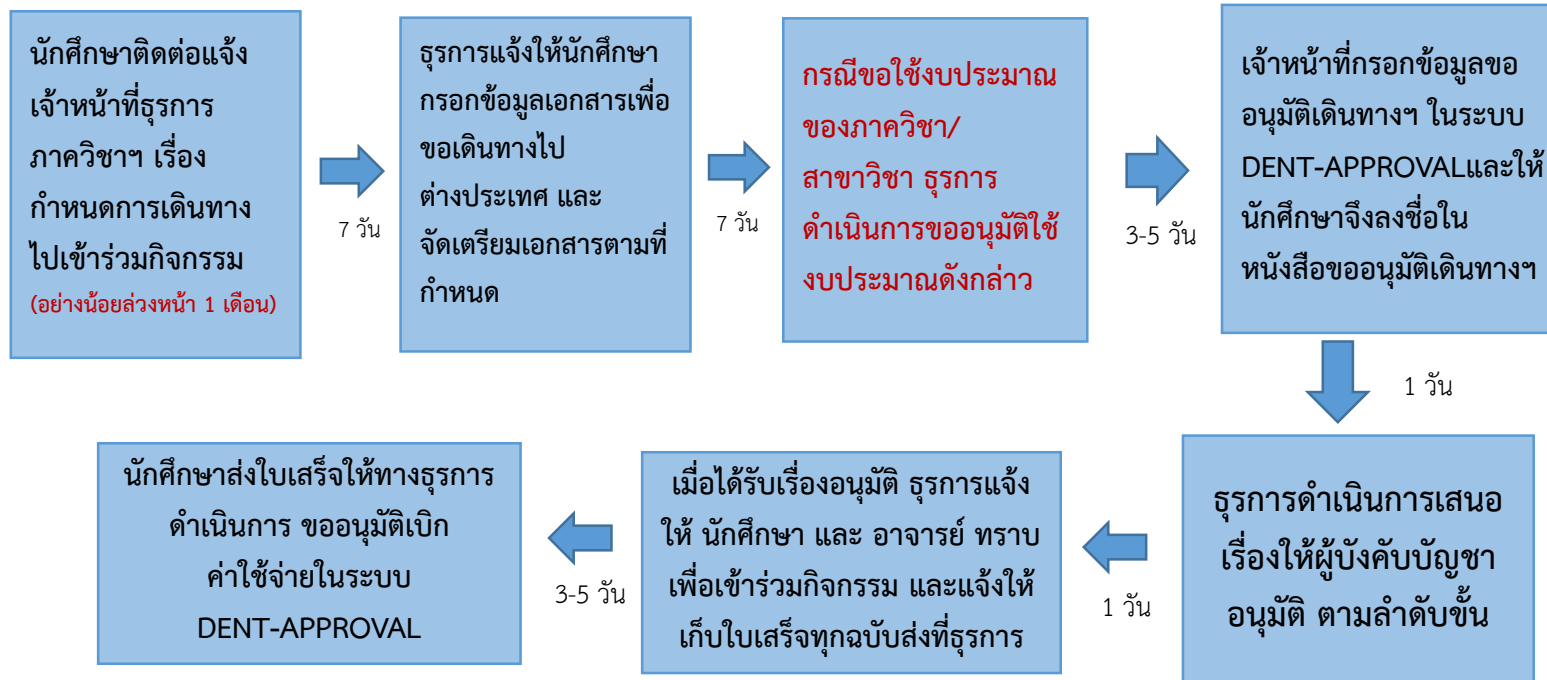 นักศึกษาติดต่อแจ้ง
เจ้าหน้าที่ธุรการ
ภาควิชาฯ เรื่อง
กำหนดการเดินทาง
ไปเข้าร่วมกิจกรรม
(อย่างน้อยล่วงหน้า 1 เดือน)
7 วัน
ธุรการแจ้งให้นักศึกษา
กรอกข้อมูลเอกสารเพื่อ
ขอเดินทางไป
ต่างประเทศ และ
จัดเตรียมเอกสารตามที่
กำหนด
7 วัน
กรณีขอใช้งบประมาณ
ของภาควิชา/
สาขาวิชา ธุรการ
ดำเนินการขออนุมัติใช้
งบประมาณดังกล่าว
3-5 วัน
เจ้าหน้าที่กรอกข้อมูลขอ
อนุมัติเดินทางฯ ในระบบ
DENT-APPROVALและให้
นักศึกษาจึงลงชื่อใน
หนังสือขออนุมัติเดินทางฯ
1 วัน
ธุรการดำเนินการเสนอ
เรื่องให้ผู้บังคับบัญชา
อนุมัติ ตามลำดับขั้น
1 วัน
เมื่อได้รับเรื่องอนุมัติ ธุรการแจ้ง
ให้ นักศึกษา และ อาจารย์ ทราบ
เพื่อเข้าร่วมกิจกรรม และแจ้งให้
เก็บใบเสร็จทุกฉบับส่งที่ธุรการ
3-5 วัน
นักศึกษาส่งใบเสร็จให้ทางธุรการ
ดำเนินการ ขออนุมัติเบิก
ค่าใช้จ่ายในระบบ
DENT-APPROVAL